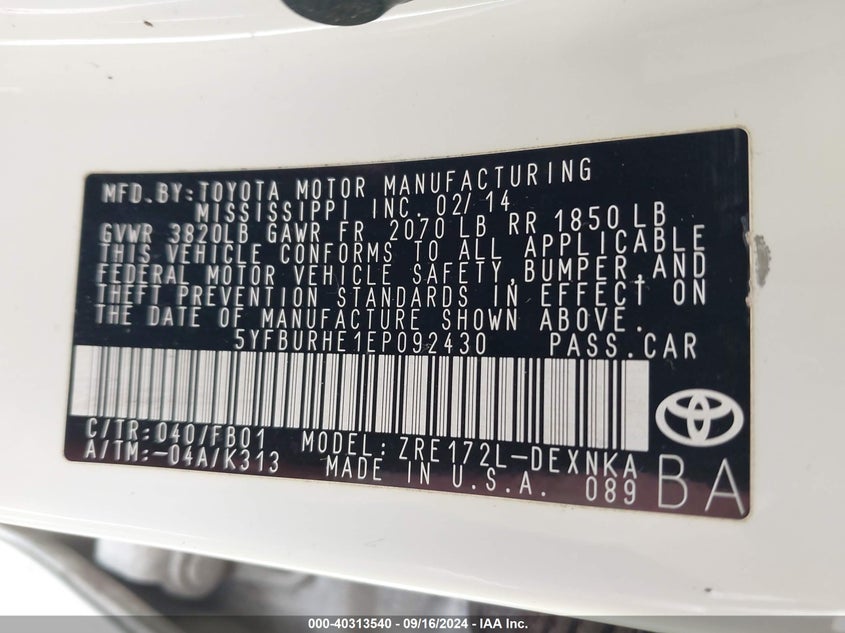 MFD.BY:TOYOTA MOTOR MANUFACTURING
MISSISSIPPI INC. 02/14
GVWR 3820LB GAWR FR 2070 LB RR 1850 LB
THIS VEHICLE CONFORMS TO ALL APPLICABLE
FEDERAL MOTOR VEHICLE SAFETY,BUMPER,AND
THEFT PREVENTION STANDARDS IN EFFECT ON
THE DATE OF MANUFACTURE SHOWN ABOVE.
5YFBURHE1EP092430 PASS.CAR
C/TR:040/FB01 MODEL:ZRE172L-DEXNKA
A/TM:-04A/K313 MADE IN U.S.A. 089 BA
000-40313540 - 09/16/2024 - IAA Inc.